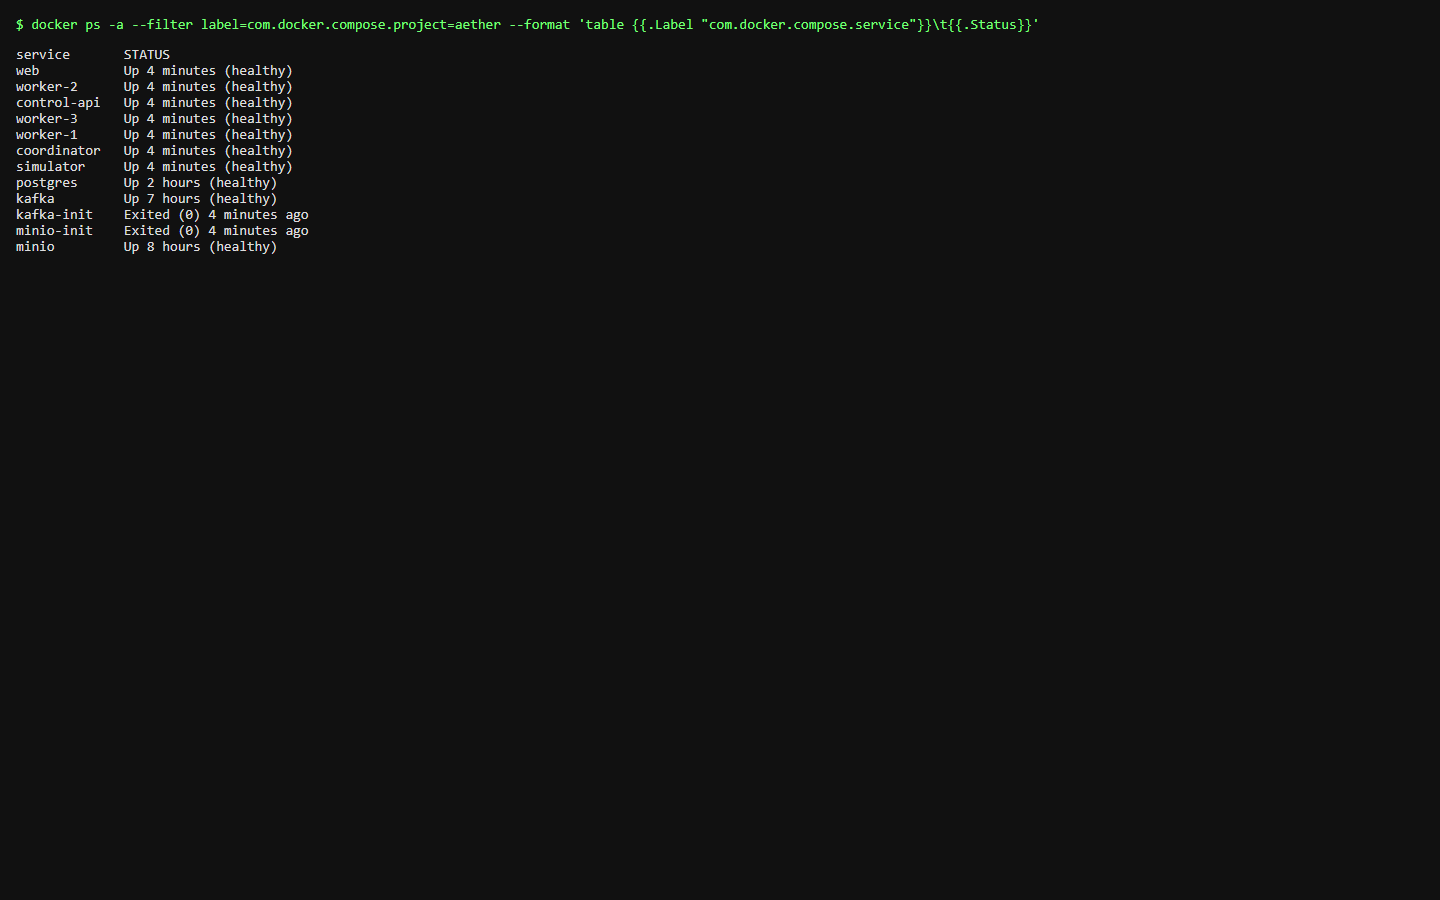 $ docker ps -a --filter label=com.docker.compose.project=aether --format 'table {{.Label "com.docker.compose.service"}}\t{{.Status}}'
service       STATUS
web           Up 4 minutes (healthy)
worker-2      Up 4 minutes (healthy)
control-api   Up 4 minutes (healthy)
worker-3      Up 4 minutes (healthy)
worker-1      Up 4 minutes (healthy)
coordinator   Up 4 minutes (healthy)
simulator     Up 4 minutes (healthy)
postgres      Up 2 hours (healthy)
kafka         Up 7 hours (healthy)
kafka-init    Exited (0) 4 minutes ago
minio-init    Exited (0) 4 minutes ago
minio         Up 8 hours (healthy)